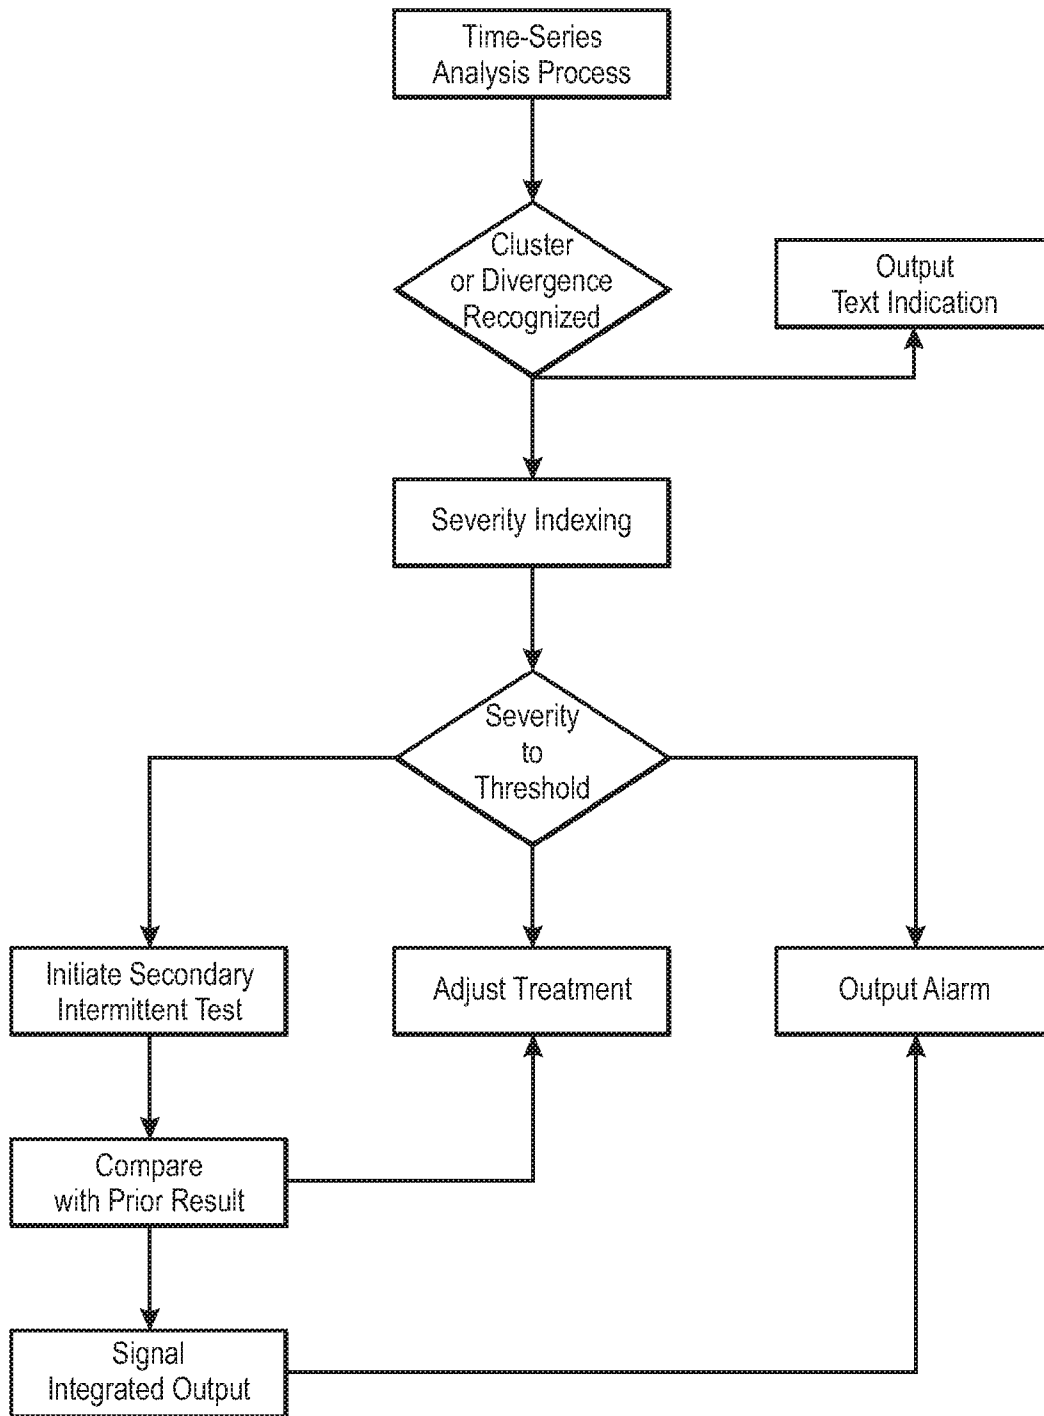 Time-Series
Analysis Process
Cluster
or Divergence
Recognized
Output
Text Indication
Severity Indexing
Severity
to
Threshold
Initiate Secondary
Intermittent Test
Adjust Treatment
Output Alarm
Compare
with Prior Result
Signal
Integrated Output